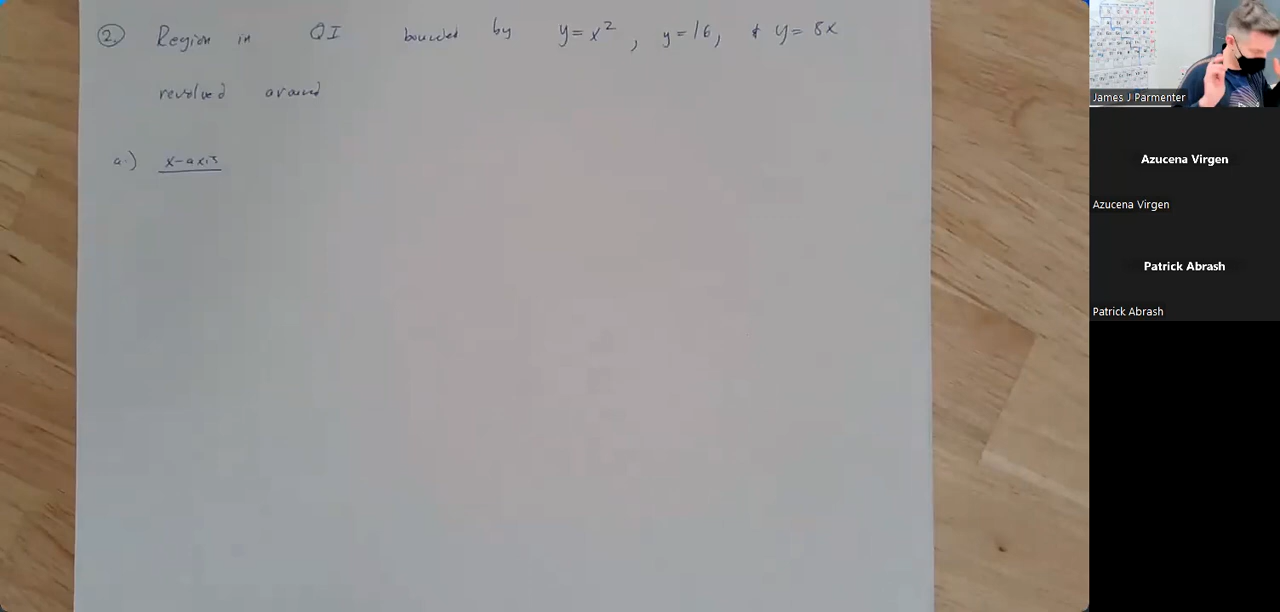 ② Region in QI bounded by y=x², y=16, & y=8x
revolved around
a.) x-axis
James J Parmenter
Azucena Virgen
Azucena Virgen
Patrick Abrash
Patrick Abrash